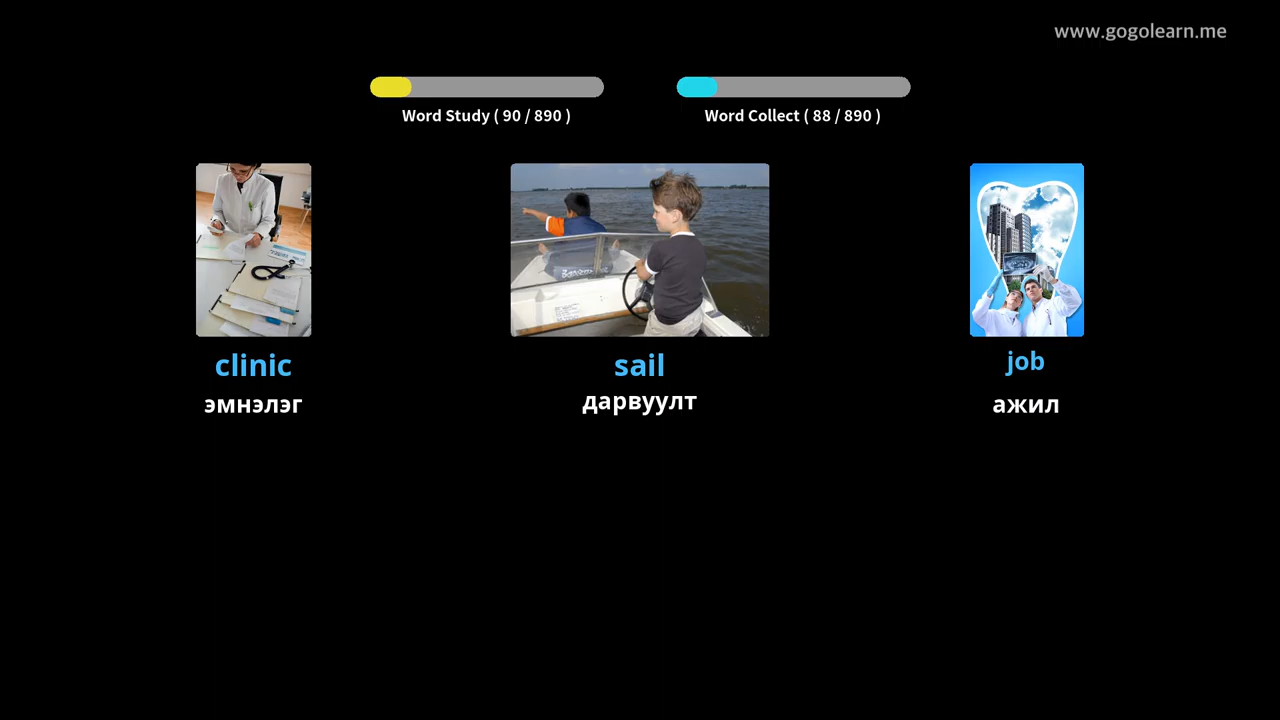 www.gogolearn.me
Word Study ( 90 / 890 )
Word Collect ( 88 / 890 )
clinic
sail
job
эмнэлэг
дарвуулт
ажил